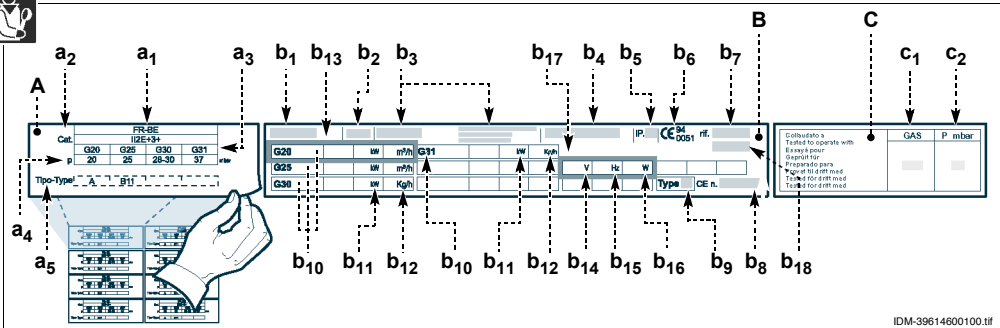 A a2 a1 a3 b1 b13 b2 b3 b17 b4 b5 b6 b7 B C c1 c2
FR-BE
Cat. II2E+3+
G20 G25 G30 G31
p 20 25 28-30 37 mbar
Tipo-Type A B11
IP. CE 94 0051 rif.
G20 kW m³/h G31 kW Kg/h
G25 kW m³/h V Hz W
G30 kW Kg/h Type CE n.
Collaudato a
Tested to operate with
Essayé pour
Geprüft für
Preparado para
Provet til drift med
Tested for drift med
Tested for drift med
GAS P mbar
a4 a5 b10 b11 b12 b10 b11 b12 b14 b15 b16 b9 b8 b18
IDM-39614600100.tif